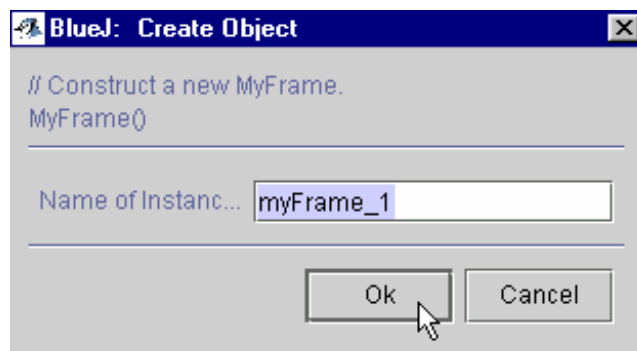 BlueJ: Create Object
// Construct a new MyFrame.
MyFrame()
Name of Instanc... myFrame_1
Ok Cancel